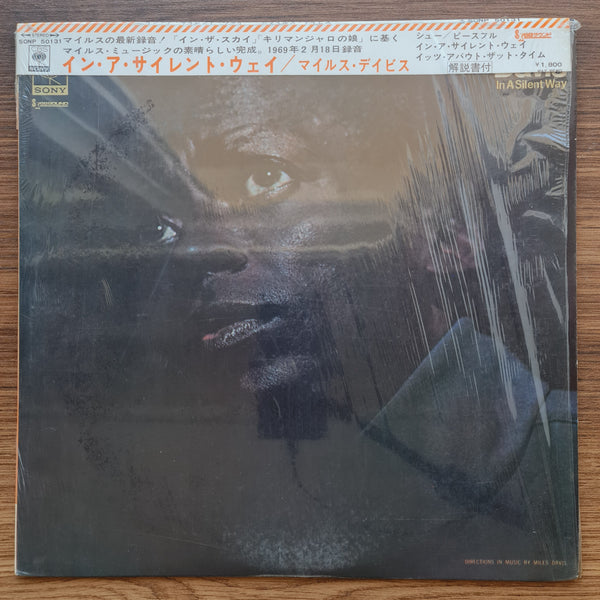 STEREO
SONP 50131
SONP 50131
マイルスの最新録音！「イン・ザ・スカイ」「キリマンジャロの娘」に基く
マイルス・ミュージックの素晴らしい完成。1969年２月18日録音
イン・ア・サイレント・ウェイ／マイルス・デイビス
シュー／ピースフル
イン・ア・サイレント・ウェイ
イッツ・アバウト・ザット・タイム
解説書付
￥1,800
SONY
Davis
In A Silent Way
DIRECTIONS IN MUSIC BY MILES DAVIS